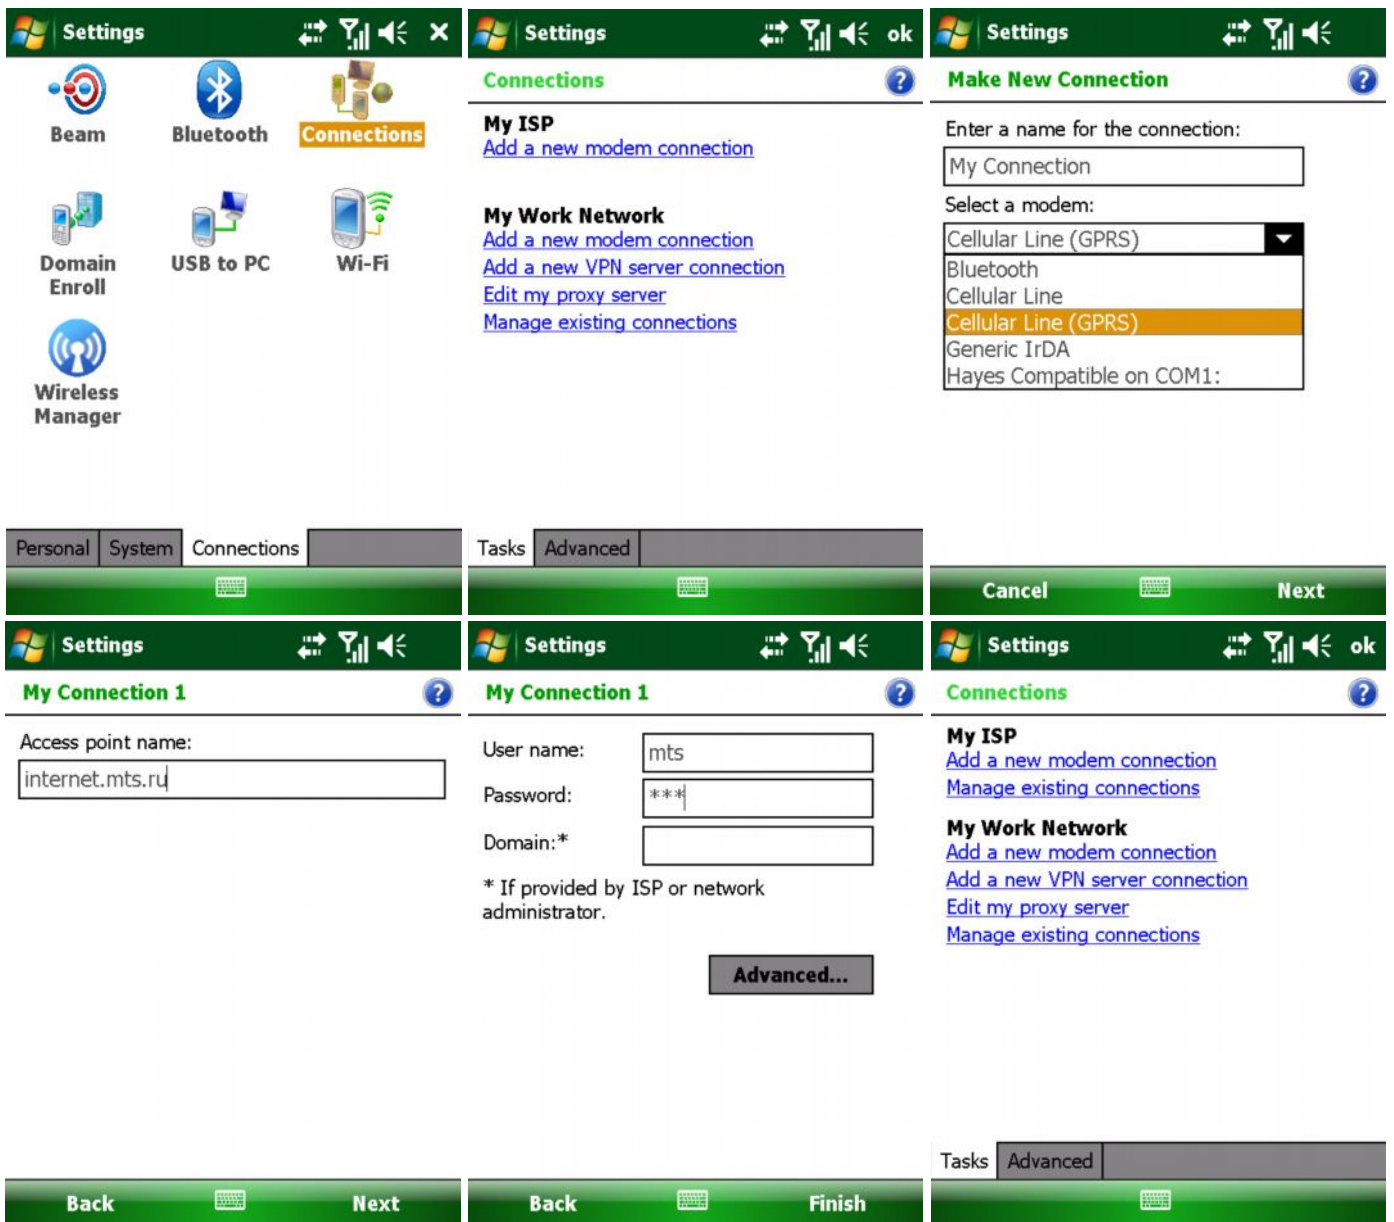 Settings
Beam
Bluetooth
Connections
Domain
Enroll
USB to PC
Wi-Fi
Wireless
Manager
Personal
System
Connections
Settings
ok
Connections
My ISP
Add a new modem connection
My Work Network
Add a new modem connection
Add a new VPN server connection
Edit my proxy server
Manage existing connections
Tasks
Advanced
Settings
Make New Connection
Enter a name for the connection:
My Connection
Select a modem:
Cellular Line (GPRS)
Bluetooth
Cellular Line
Cellular Line (GPRS)
Generic IrDA
Hayes Compatible on COM1:
Cancel
Next
Settings
My Connection 1
Access point name:
internet.mts.ru
Back
Next
Settings
My Connection 1
User name:
mts
Password:
***
Domain:*
* If provided by ISP or network
administrator.
Advanced...
Back
Finish
Settings
ok
Connections
My ISP
Add a new modem connection
Manage existing connections
My Work Network
Add a new modem connection
Add a new VPN server connection
Edit my proxy server
Manage existing connections
Tasks
Advanced